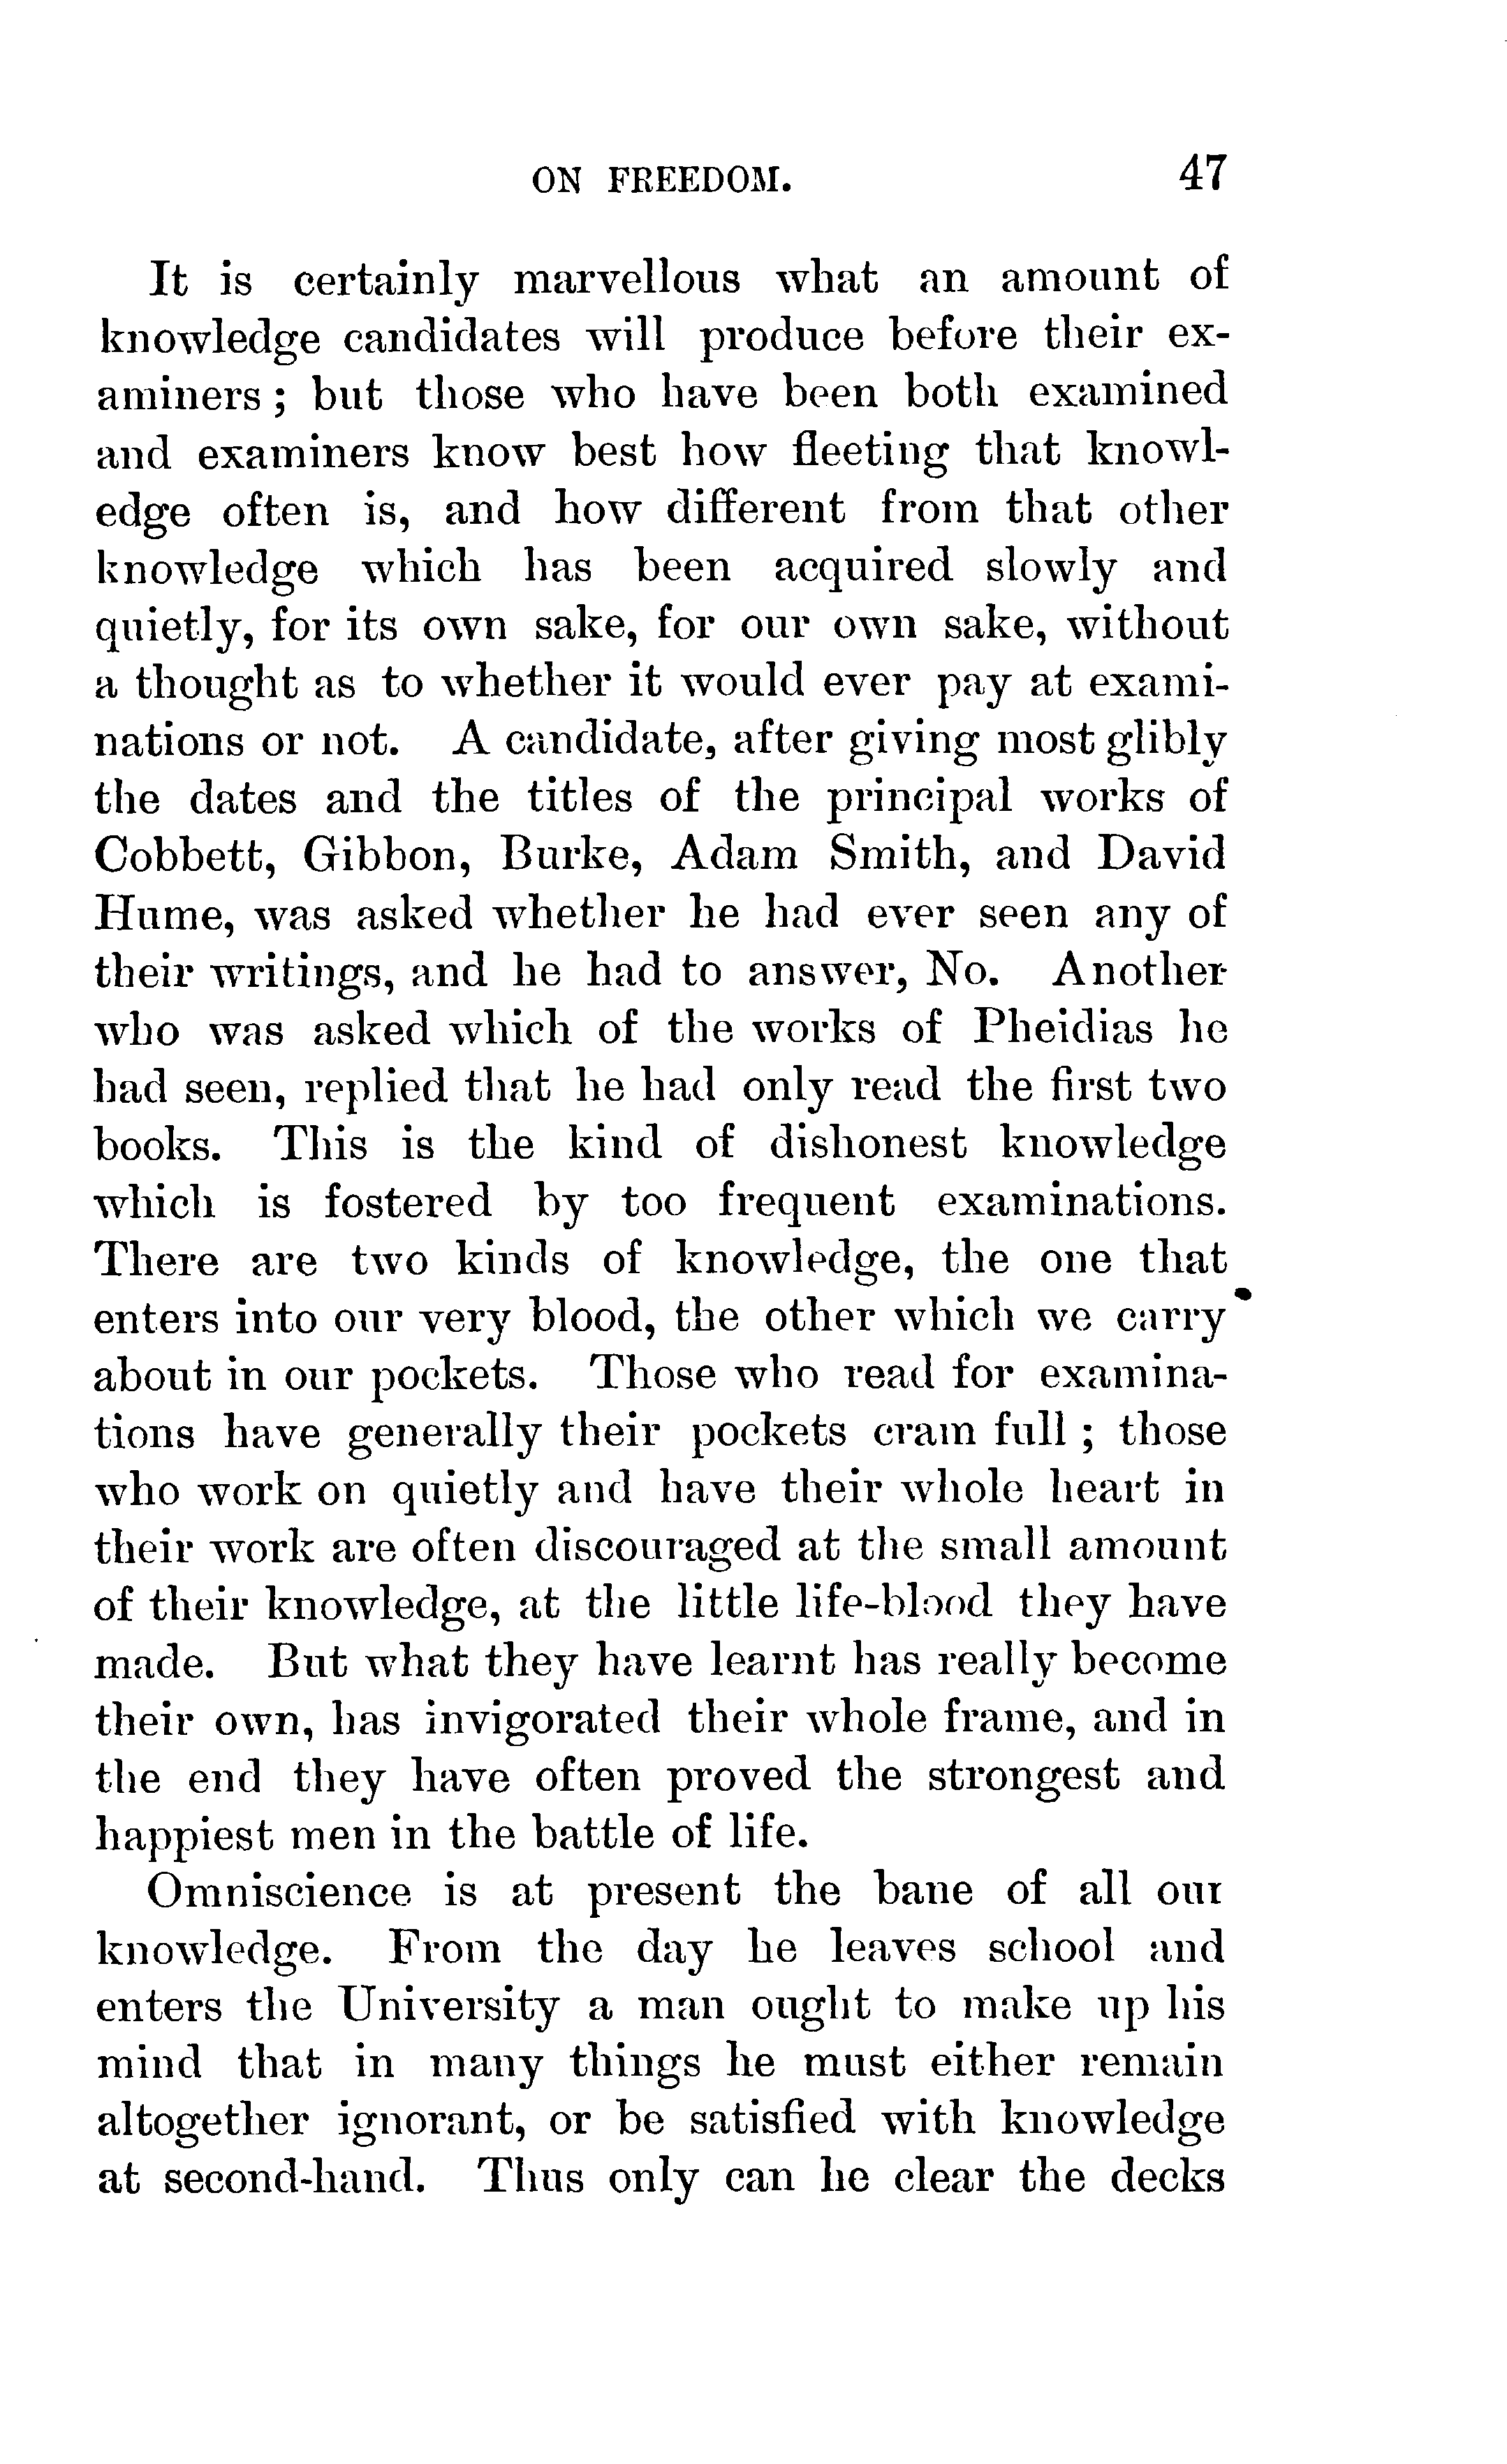 ON FREEDOM. 47
It is certainly marvellous what an amount of
knowledge candidates will produce before their ex-
aminers ; but those who have been both examined
and examiners know best how fleeting that knowl-
edge often is, and how different from that other
knowledge which has been acquired slowly and
quietly, for its own sake, for our own sake, without
a thought as to whether it would ever pay at exami-
nations or not. A candidate, after giving most glibly
the dates and the titles of the principal works of
Cobbett, Gibbon, Burke, Adam Smith, and David
Hume, was asked whether he had ever seen any of
their writings, and he had to answer, No. Another
who was asked which of the works of Pheidias he
had seen, replied that he had only read the first two
books. This is the kind of dishonest knowledge
which is fostered by too frequent examinations.
There are two kinds of knowledge, the one that
enters into our very blood, the other which we carry
about in our pockets. Those who read for examina-
tions have generally their pockets cram full ; those
who work on quietly and have their whole heart in
their work are often discouraged at the small amount
of their knowledge, at the little life-blood they have
made. But what they have learnt has really become
their own, has invigorated their whole frame, and in
the end they have often proved the strongest and
happiest men in the battle of life.
Omniscience is at present the bane of all our
knowledge. From the day he leaves school and
enters the University a man ought to make up his
mind that in many things he must either remain
altogether ignorant, or be satisfied with knowledge
at second-hand. Thus only can he clear the decks